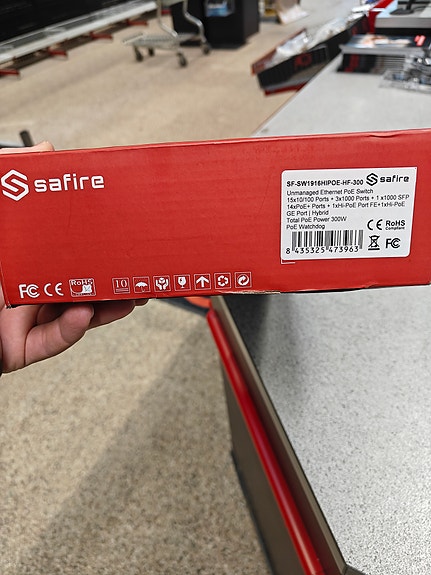 safire
SF-SW1916HIPOE-HF-300 safire
Unmanaged Ethernet PoE Switch
15x10/100 Ports + 3x1000 Ports + 1 x1000 SFP
14xPoE+ Ports + 1xHi-PoE Port FE+1xHi-PoE
GE Port | Hybrid
Total PoE Power 300W
PoE Watchdog
CE RoHS
Compliant
8 435325 473963
FC
FC CE RoHS
10